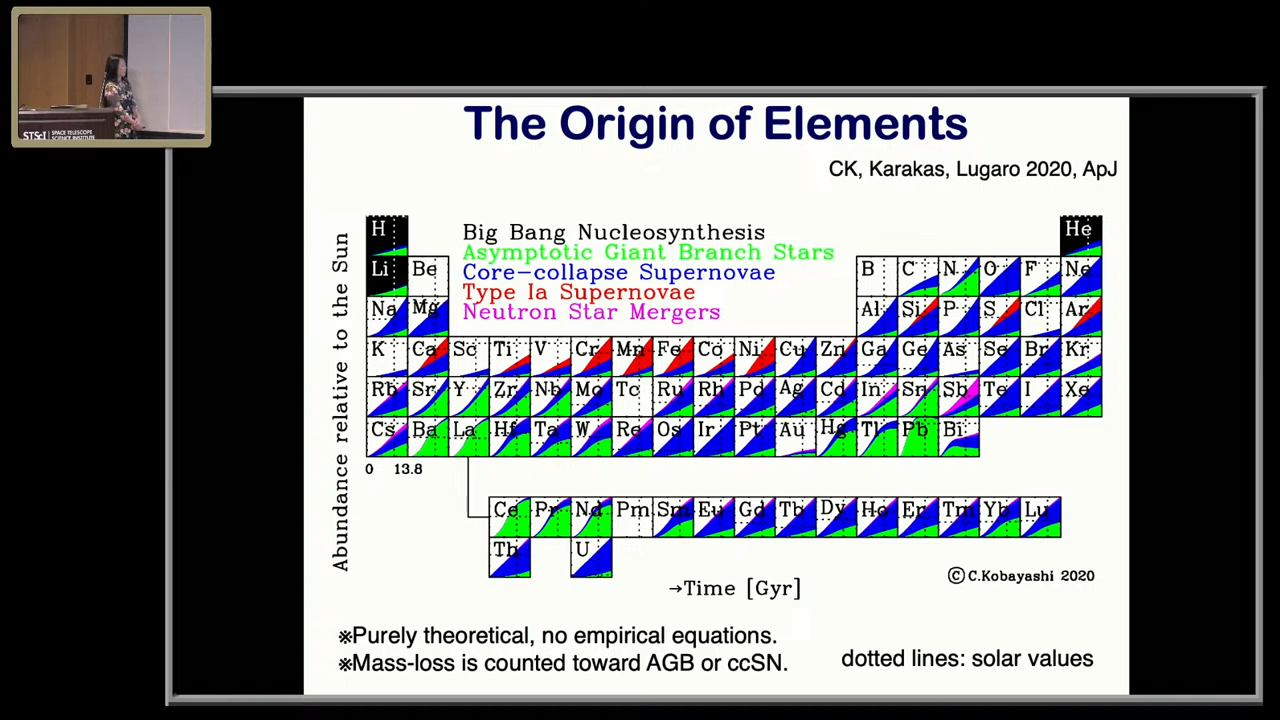 The Origin of Elements
CK, Karakas, Lugaro 2020, ApJ
Abundance relative to the Sun
Big Bang Nucleosynthesis
Asymptotic Giant Branch Stars
Core-collapse Supernovae
Type Ia Supernovae
Neutron Star Mergers
H He
Li Be B C N O F Ne
Na Mg Al Si P S Cl Ar
K Ca Sc Ti V Cr Mn Fe Co Ni Cu Zn Ga Ge As Se Br Kr
Rb Sr Y Zr Nb Mo Tc Ru Rh Pd Ag Cd In Sn Sb Te I Xe
Cs Ba La Hf Ta W Re Os Ir Pt Au Hg Tl Pb Bi
0 13.8
Ce Pr Nd Pm Sm Eu Gd Tb Dy Ho Er Tm Yb Lu
Th U
→Time [Gyr]
©C.Kobayashi 2020
※Purely theoretical, no empirical equations.
※Mass-loss is counted toward AGB or ccSN.
dotted lines: solar values
STScI | SPACE TELESCOPE
SCIENCE INSTITUTE